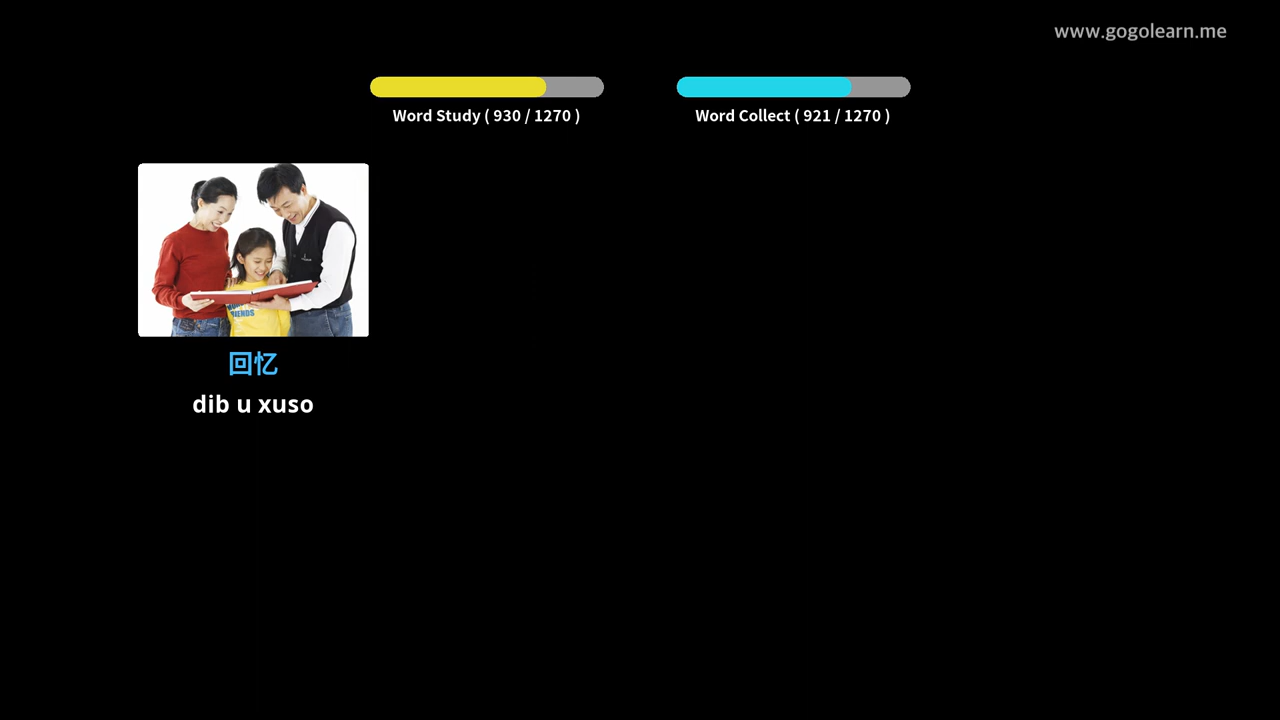 www.gogolearn.me
Word Study ( 930 / 1270 )
Word Collect ( 921 / 1270 )
回忆
dib u xuso